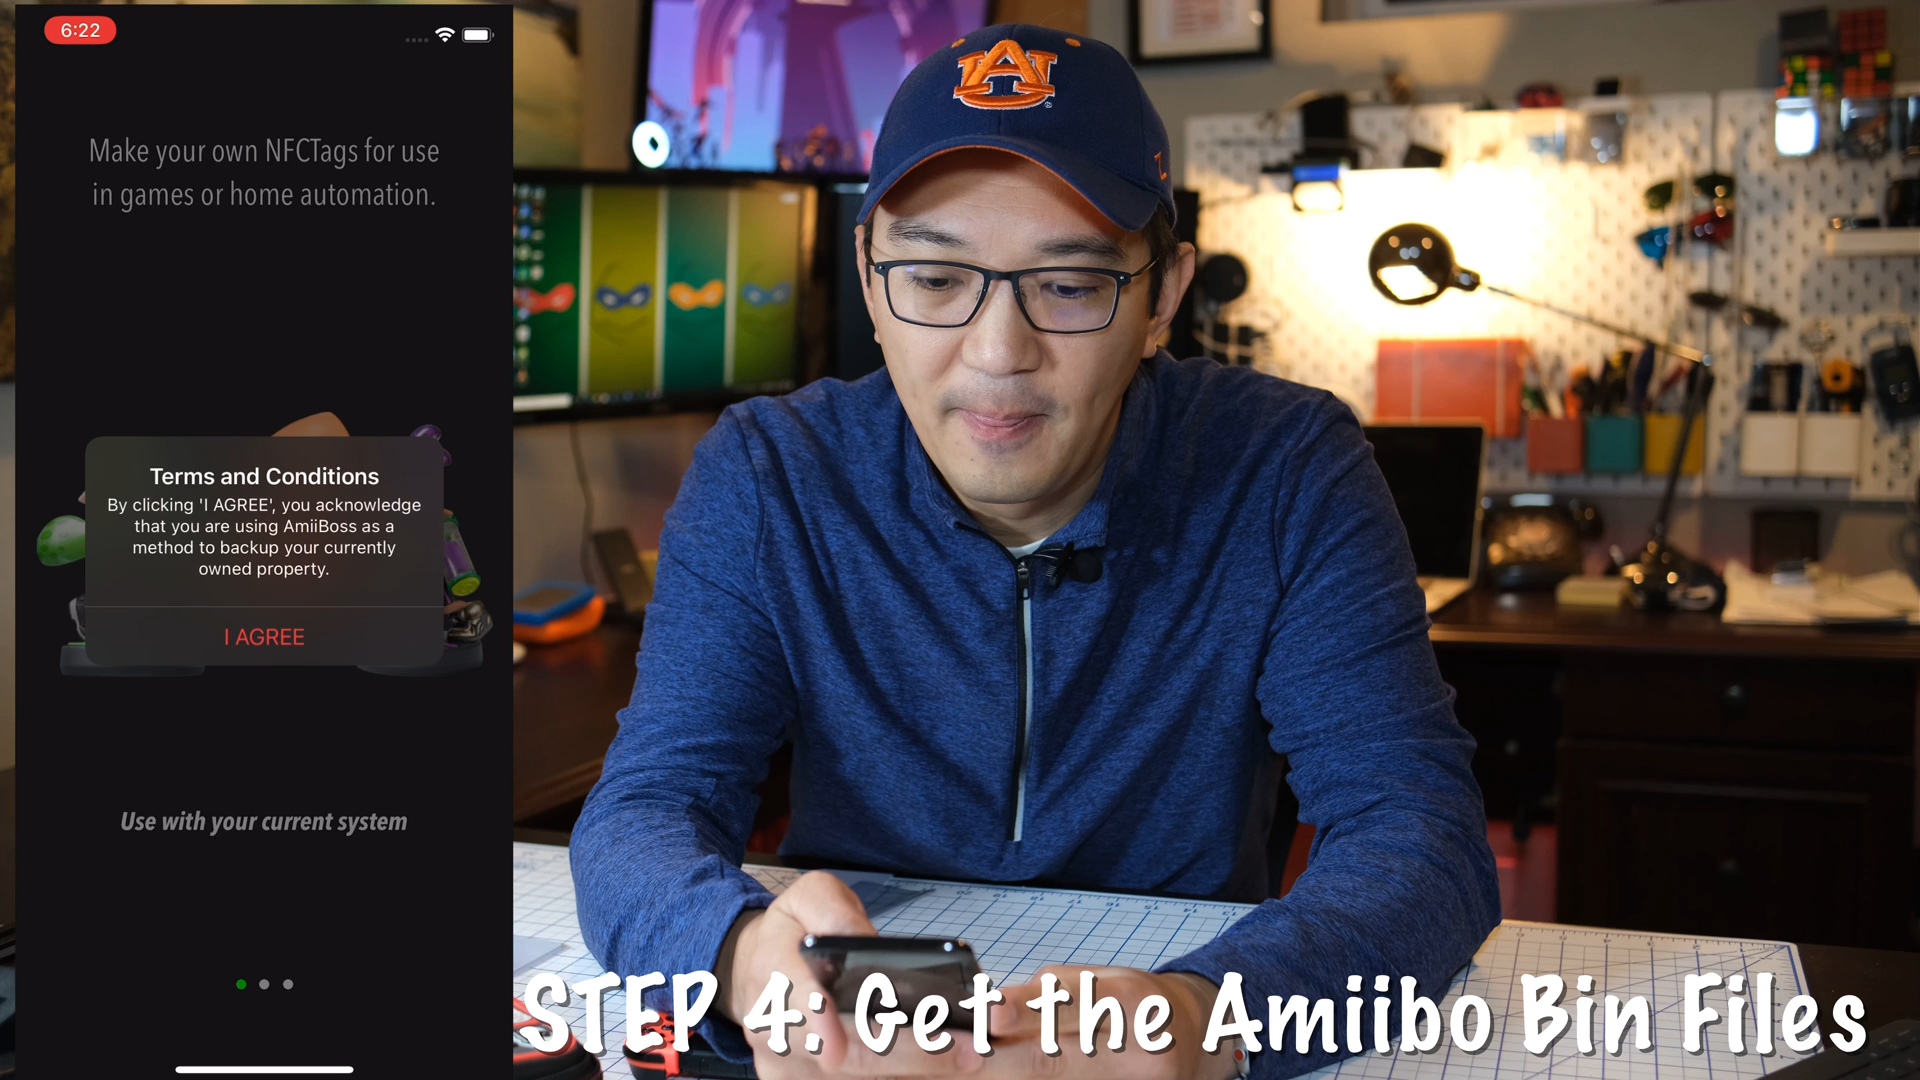 6:22
Make your own NFCTags for use
in games or home automation.
Terms and Conditions
By clicking 'I AGREE', you acknowledge
that you are using AmiiBoss as a
method to backup your currently
owned property.
I AGREE
Use with your current system
AU
STEP 4: Get the Amiibo Bin Files